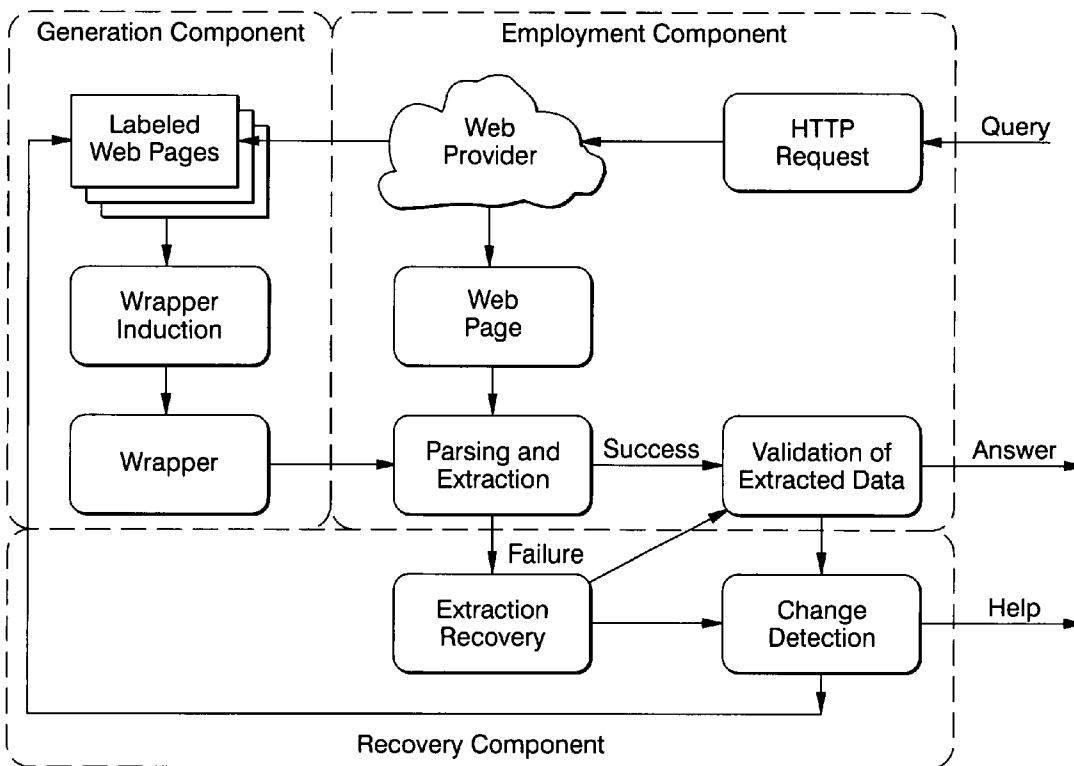 Generation Component
Employment Component
Labeled
Web Pages
Web
Provider
HTTP
Request
Query
Wrapper
Induction
Web
Page
Wrapper
Parsing and
Extraction
Success
Validation of
Extracted Data
Answer
Failure
Extraction
Recovery
Change
Detection
Help
Recovery Component